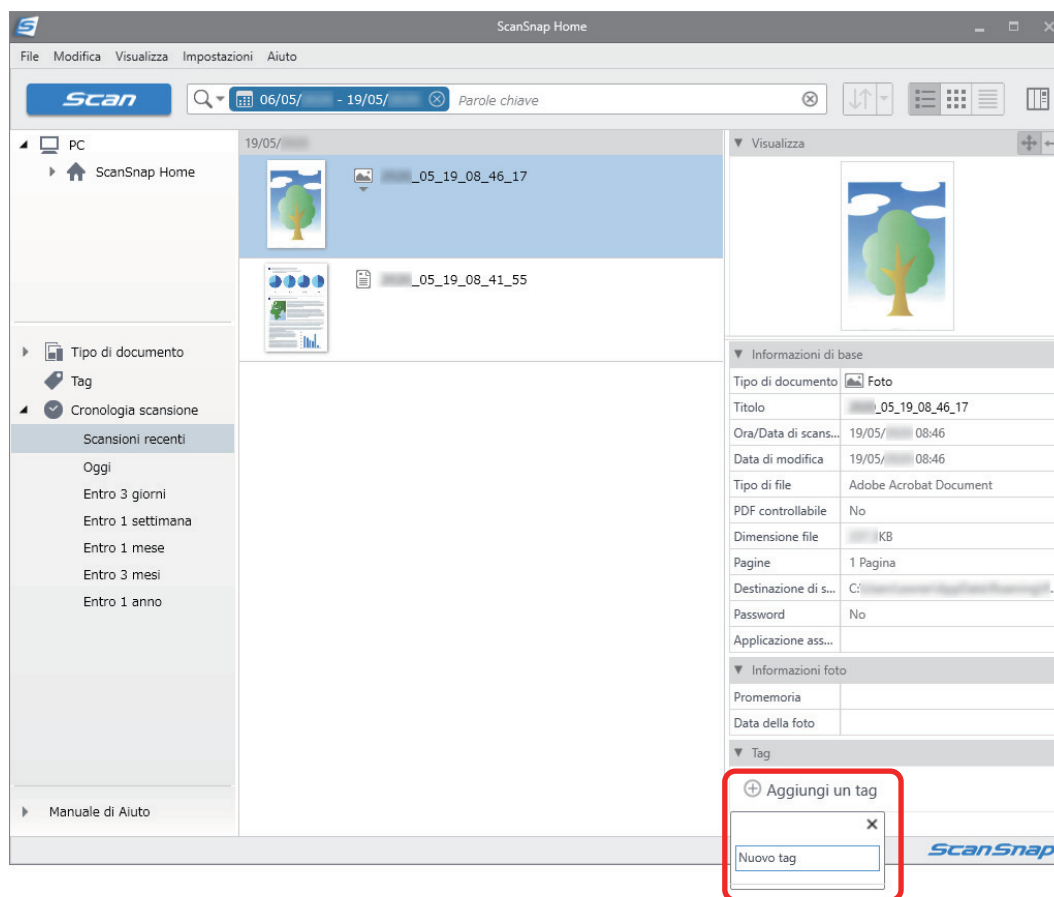 ScanSnap Home
File Modifica Visualizza Impostazioni Aiuto
Scan
06/05/ - 19/05/
Parole chiave
PC
ScanSnap Home
Tipo di documento
Tag
Cronologia scansione
Scansioni recenti
Oggi
Entro 3 giorni
Entro 1 settimana
Entro 1 mese
Entro 3 mesi
Entro 1 anno
Manuale di Aiuto
19/05/
_05_19_08_46_17
_05_19_08_41_55
Visualizza
Informazioni di base
Tipo di documento Foto
Titolo _05_19_08_46_17
Ora/Data di scans... 19/05/ 08:46
Data di modifica 19/05/ 08:46
Tipo di file Adobe Acrobat Document
PDF controllabile No
Dimensione file KB
Pagine 1 Pagina
Destinazione di s... C:
Password No
Applicazione ass...
Informazioni foto
Promemoria
Data della foto
Tag
Aggiungi un tag
Nuovo tag
ScanSnap